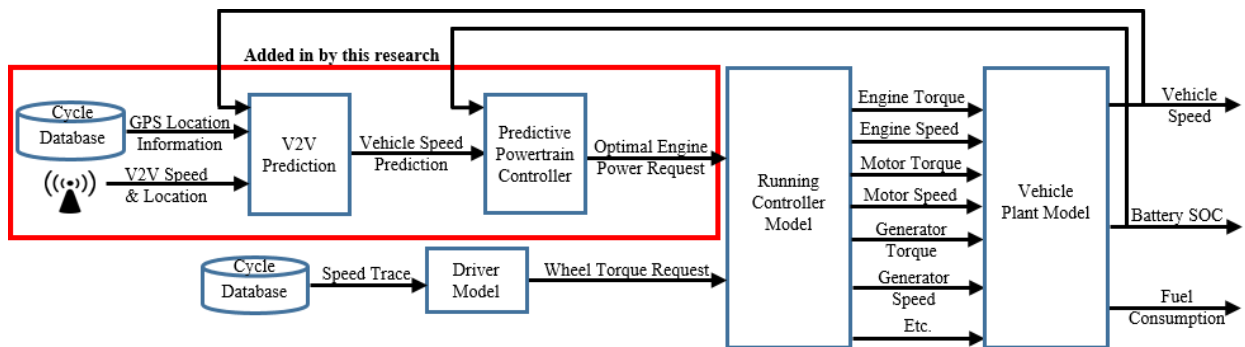 Added in by this research
Cycle
Database
GPS Location
Information
V2V Speed
& Location
V2V
Prediction
Vehicle Speed
Prediction
Predictive
Powertrain
Controller
Optimal Engine
Power Request
Cycle
Database
Speed Trace
Driver
Model
Wheel Torque Request
Running
Controller
Model
Engine Torque
Engine Speed
Motor Torque
Motor Speed
Generator
Torque
Generator
Speed
Etc.
Vehicle
Plant Model
Vehicle
Speed
Battery SOC
Fuel
Consumption